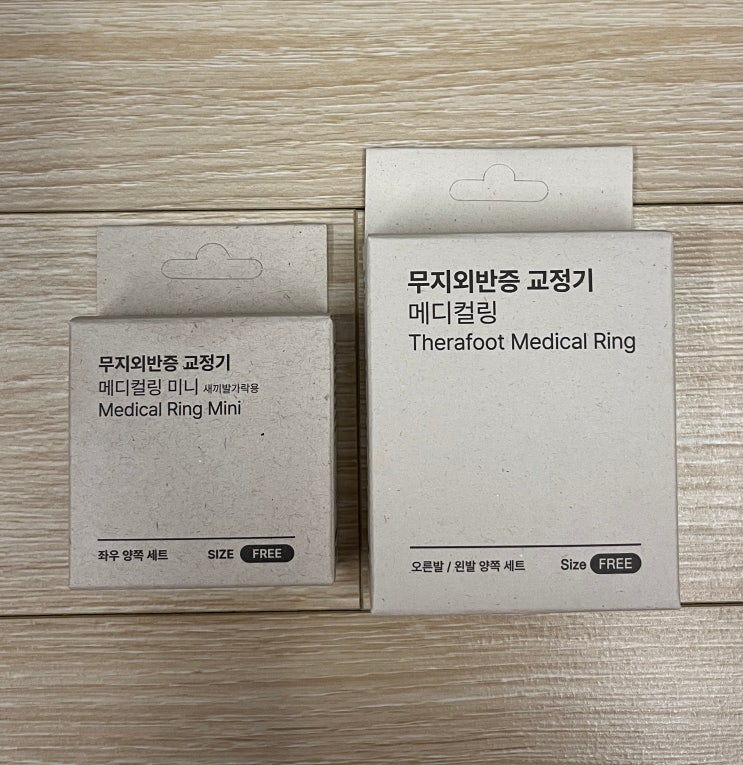 무지외반증 교정기
메디컬링 미니 새끼발가락용
Medical Ring Mini
좌우 양쪽 세트 SIZE FREE
무지외반증 교정기
메디컬링
Therafoot Medical Ring
오른발 / 왼발 양쪽 세트 Size FREE